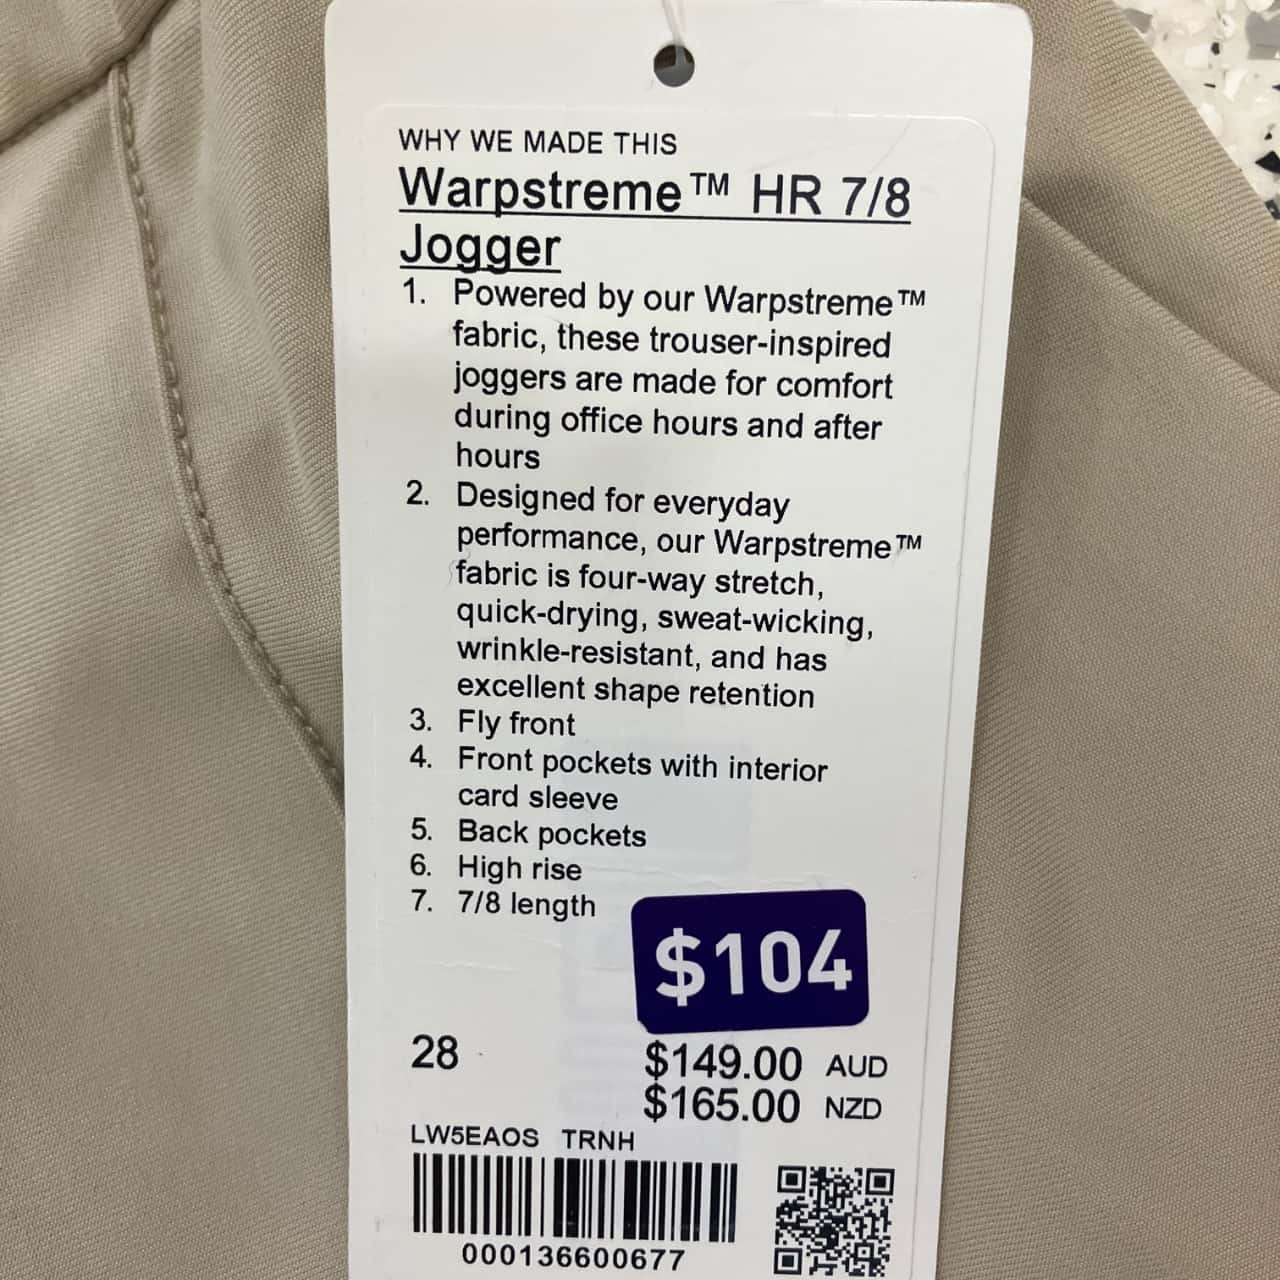 WHY WE MADE THIS
Warpstreme™ HR 7/8
Jogger
1. Powered by our Warpstreme™
fabric, these trouser-inspired
joggers are made for comfort
during office hours and after
hours
2. Designed for everyday
performance, our Warpstreme™
fabric is four-way stretch,
quick-drying, sweat-wicking,
wrinkle-resistant, and has
excellent shape retention
3. Fly front
4. Front pockets with interior
card sleeve
5. Back pockets
6. High rise
7. 7/8 length
$104
28 $149.00 AUD
$165.00 NZD
LW5EAOS TRNH
000136600677